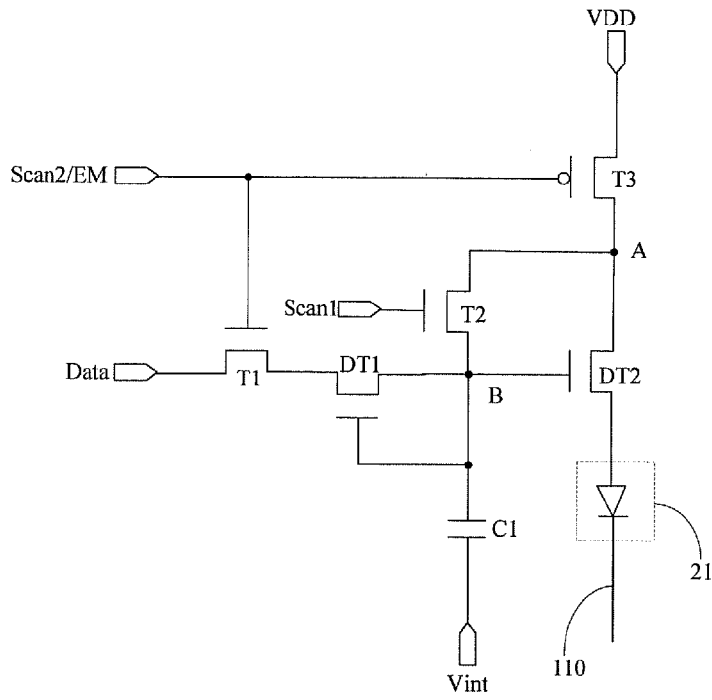 VDD
Scan2/EM
T3
A
Scan1
T2
Data
T1
DT1
B
DT2
C1
21
Vint
110